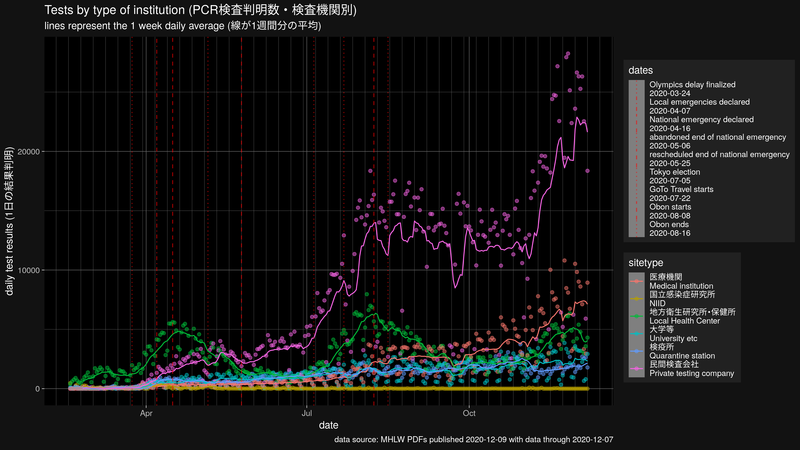 Tests by type of institution (PCR検査判明数・検査機関別)
lines represent the 1 week daily average (線が1週間分の平均)
daily test results (1日の結果判明)
20000
10000
0
Apr
Jul
Oct
date
dates
Olympics delay finalized
2020-03-24
Local emergencies declared
2020-04-07
National emergency declared
2020-04-16
abandoned end of national emergency
2020-05-06
rescheduled end of national emergency
2020-05-25
Tokyo election
2020-07-05
GoTo Travel starts
2020-07-22
Obon starts
2020-08-08
Obon ends
2020-08-16
sitetype
医療機関
Medical institution
国立感染症研究所
NIID
地方衛生研究所・保健所
Local Health Center
大学等
University etc
検疫所
Quarantine station
民間検査会社
Private testing company
data source: MHLW PDFs published 2020-12-09 with data through 2020-12-07